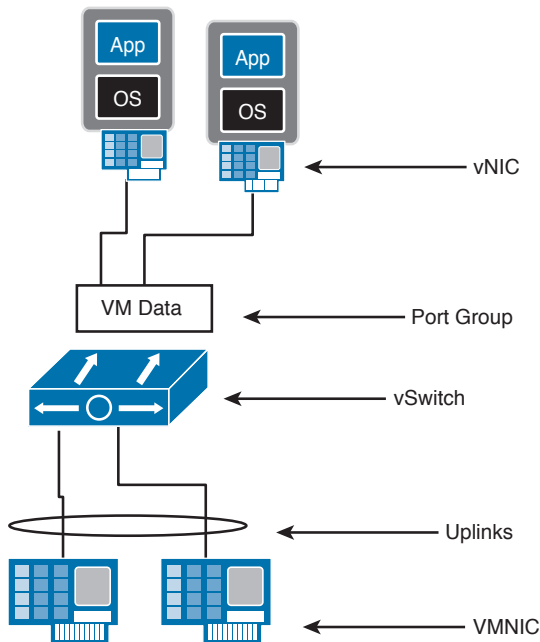 App
App
OS
OS
vNIC
VM Data
Port Group
vSwitch
Uplinks
VMNIC